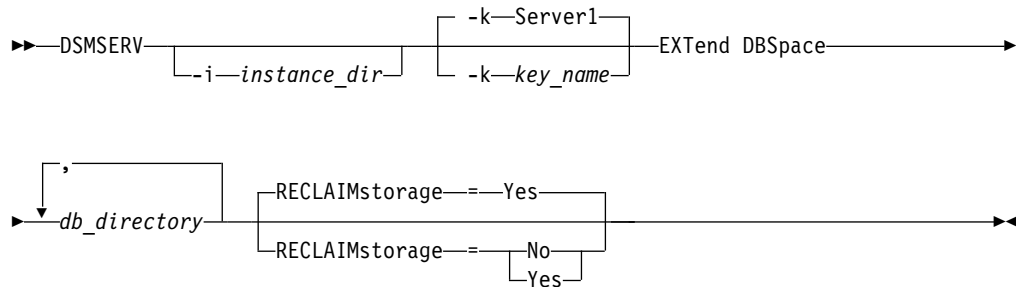 -k Server1
DSMSERV EXTend DBSpace
-i instance_dir -k key_name
,
RECLAIMstorage = Yes
db_directory
RECLAIMstorage = No
Yes